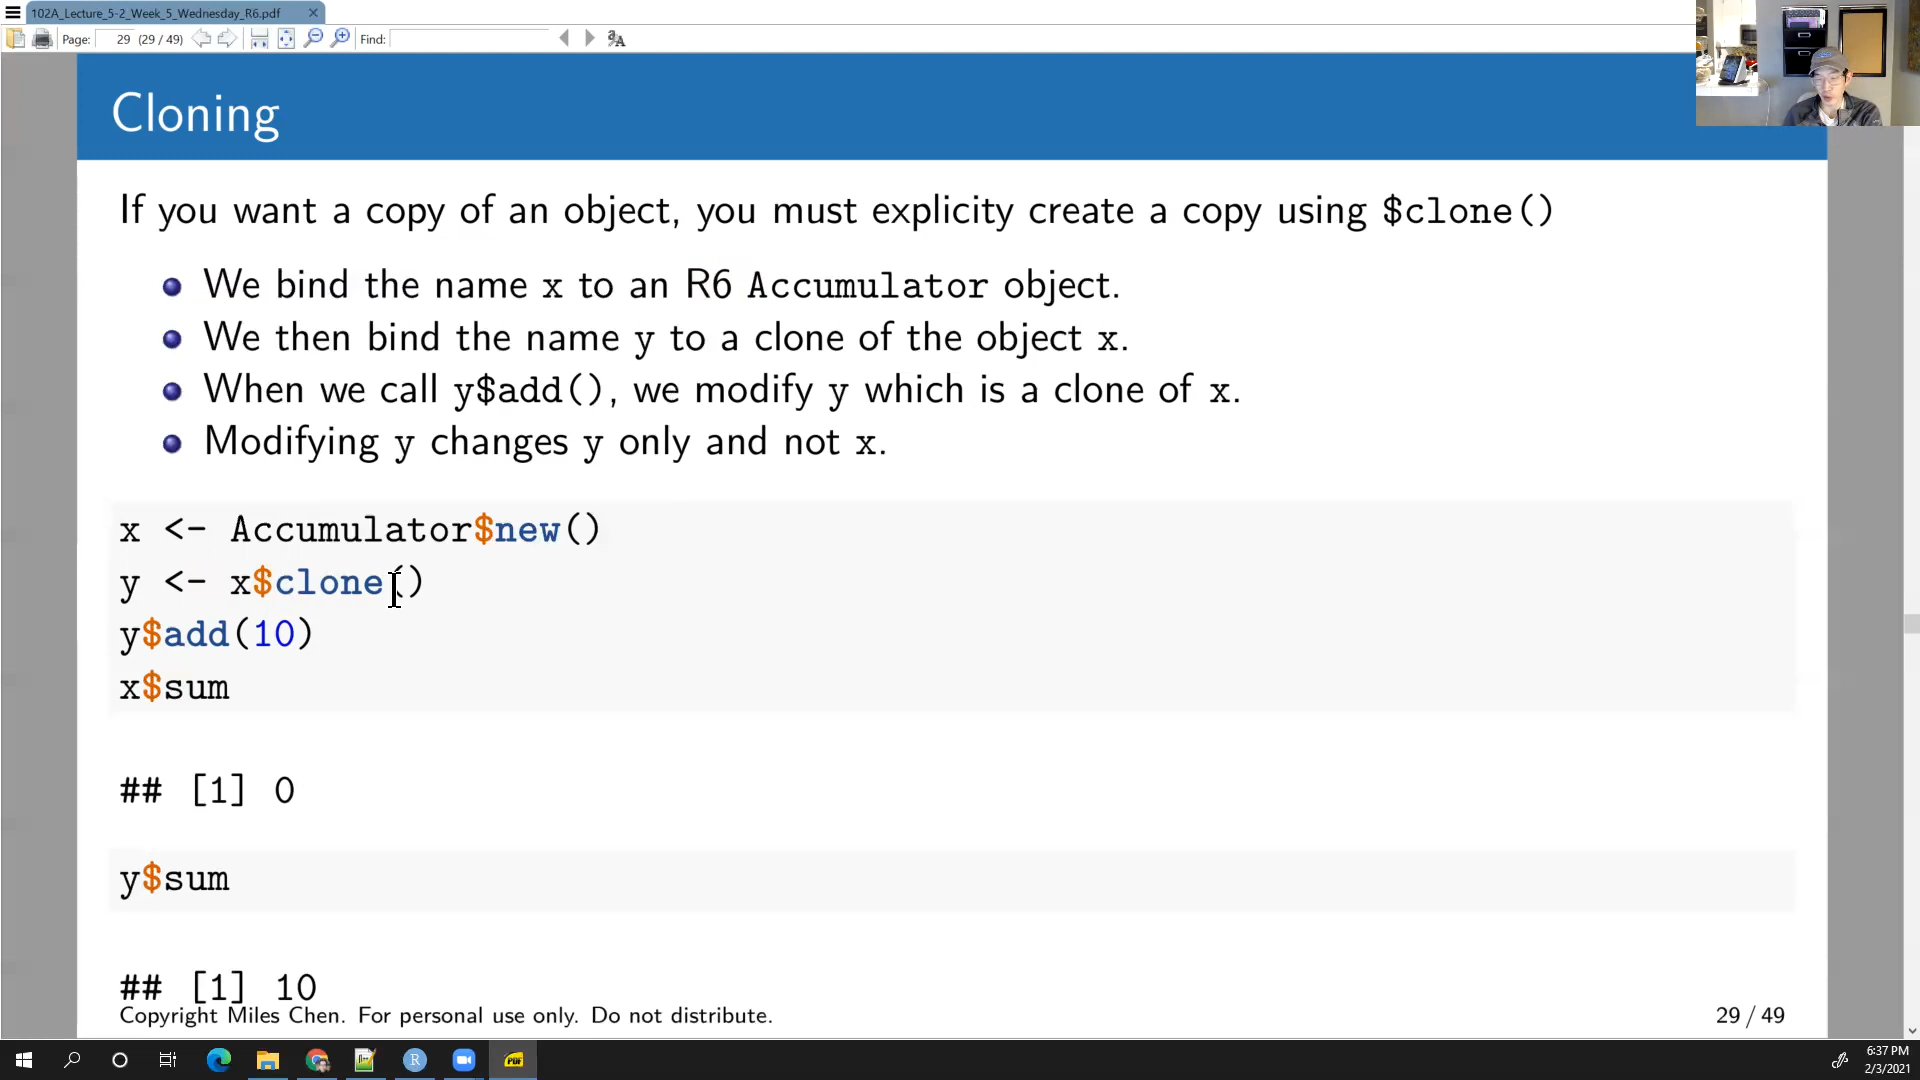 102A_Lecture_5-2_Week_5_Wednesday_R6.pdf
Page: 29 (29 / 49) Find:
Cloning
If you want a copy of an object, you must explicity create a copy using $clone()
We bind the name x to an R6 Accumulator object.
We then bind the name y to a clone of the object x.
When we call y$add(), we modify y which is a clone of x.
Modifying y changes y only and not x.
x <- Accumulator$new()
y <- x$clone()
y$add(10)
x$sum
## [1] 0
y$sum
## [1] 10
Copyright Miles Chen. For personal use only. Do not distribute.
29 / 49
6:37 PM
2/3/2021